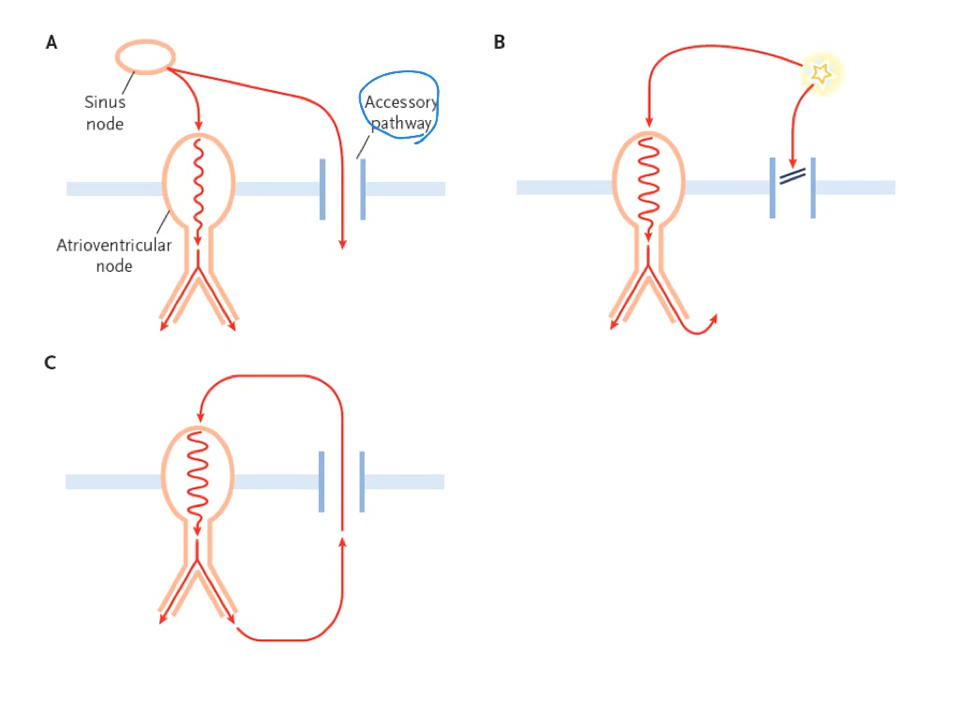 A
B
Sinus
node
Accessory
pathway
Atrioventricular
node
C